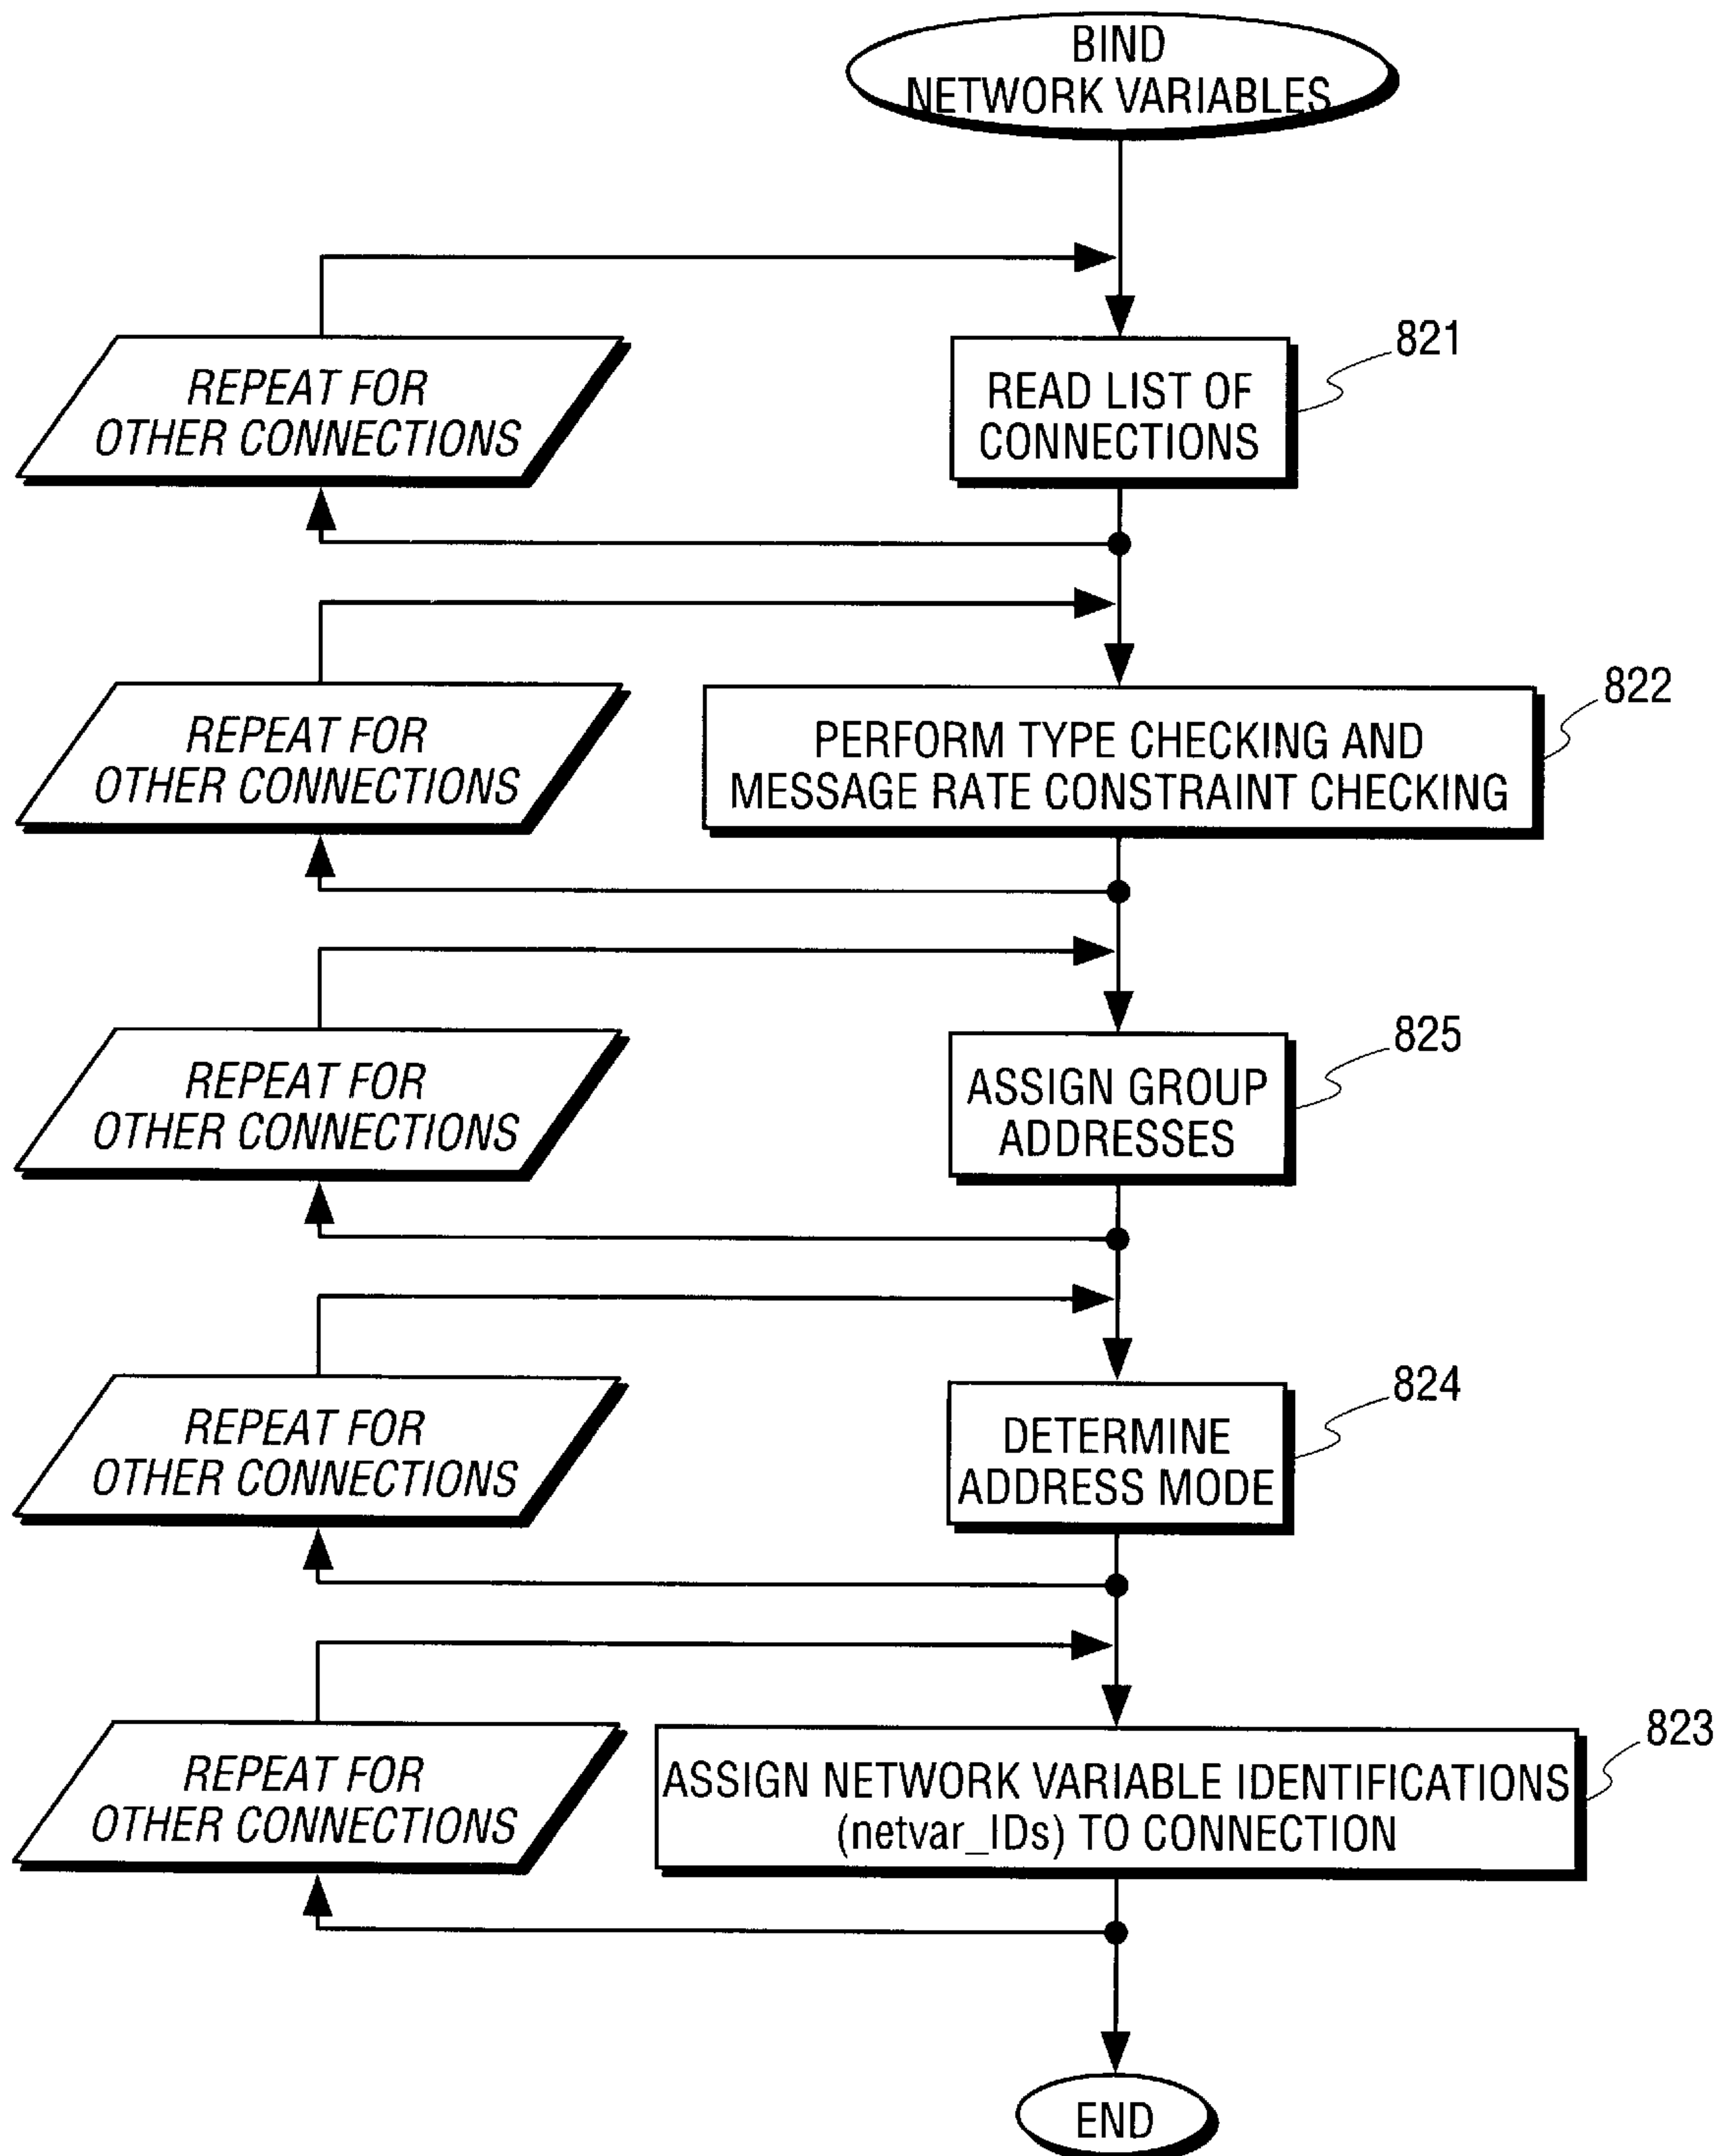 BIND
NETWORK VARIABLES
REPEAT FOR
OTHER CONNECTIONS
READ LIST OF
CONNECTIONS
821
REPEAT FOR
OTHER CONNECTIONS
PERFORM TYPE CHECKING AND
MESSAGE RATE CONSTRAINT CHECKING
822
REPEAT FOR
OTHER CONNECTIONS
ASSIGN GROUP
ADDRESSES
825
REPEAT FOR
OTHER CONNECTIONS
DETERMINE
ADDRESS MODE
824
REPEAT FOR
OTHER CONNECTIONS
ASSIGN NETWORK VARIABLE IDENTIFICATIONS
(netvar_IDs) TO CONNECTION
823
END